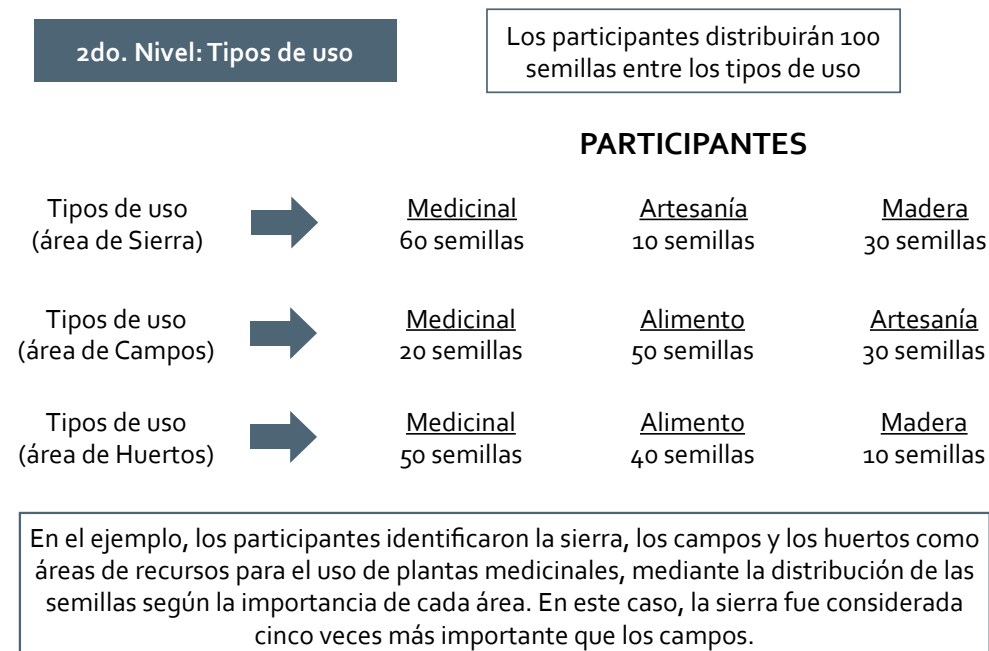 2do. Nivel: Tipos de uso
Los participantes distribuirán 100
semillas entre los tipos de uso
PARTICIPANTES
Tipos de uso
(área de Sierra)
Medicinal
60 semillas
Artesanía
10 semillas
Madera
30 semillas
Tipos de uso
(área de Campos)
Medicinal
20 semillas
Alimento
50 semillas
Artesanía
30 semillas
Tipos de uso
(área de Huertos)
Medicinal
50 semillas
Alimento
40 semillas
Madera
10 semillas
En el ejemplo, los participantes identificaron la sierra, los campos y los huertos como
áreas de recursos para el uso de plantas medicinales, mediante la distribución de las
semillas según la importancia de cada área. En este caso, la sierra fue considerada
cinco veces más importante que los campos.